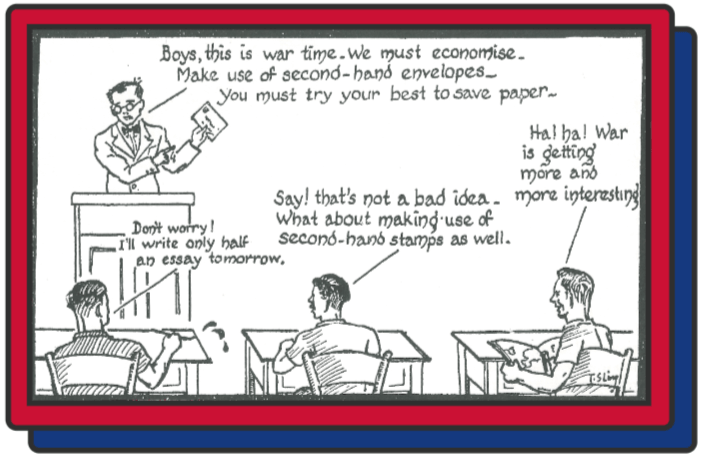 Boys, this is war time. We must economise.
Make use of second-hand envelopes.
You must try your best to save paper.
Ha! ha! War
is getting
more and
more interesting
Say! that's not a bad idea.
What about making use of
second-hand stamps as well.
Don't worry!
I'll write only half
an essay tomorrow.